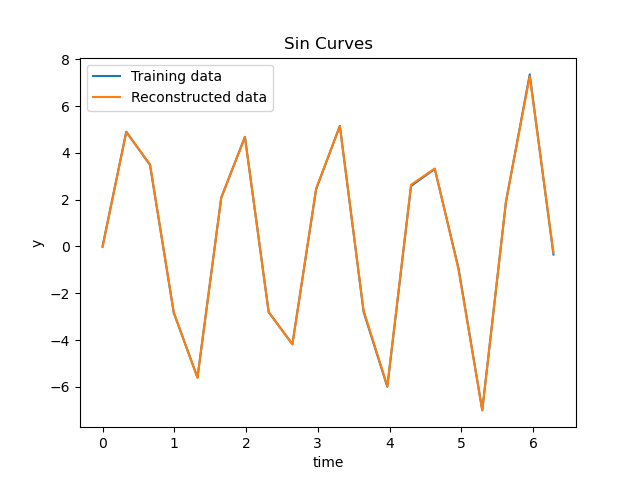 Sin Curves
Training data
Reconstructed data
8
6
4
2
0
−2
−4
−6
y
0 1 2 3 4 5 6
time